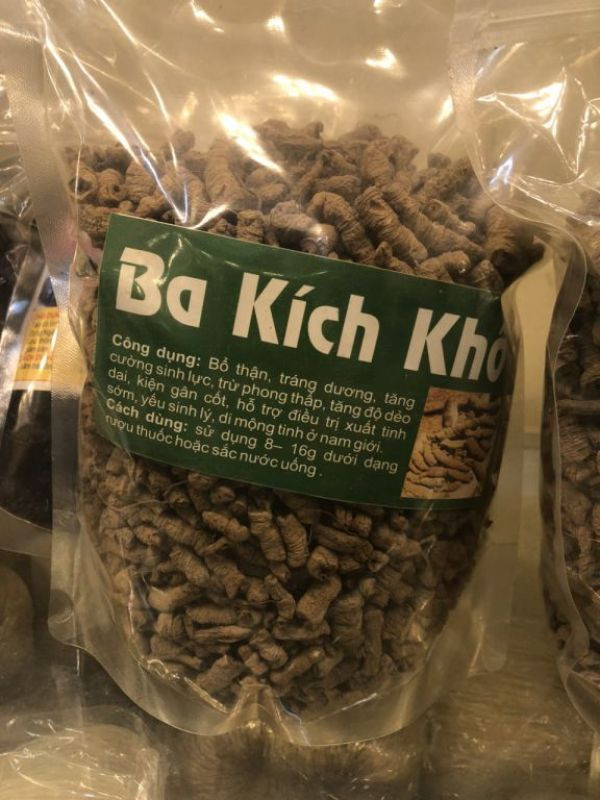 Ba Kích Khô
Công dụng: Bổ thận, tráng dương, tăng
cường sinh lực, trừ phong thấp, tăng độ dẻo
dai, kiện gân cốt, hỗ trợ điều trị xuất tinh
sớm, yếu sinh lý, di mộng tinh ở nam giới.
Cách dùng: sử dụng 8– 16g dưới dạng
rượu thuốc hoặc sắc nước uống .